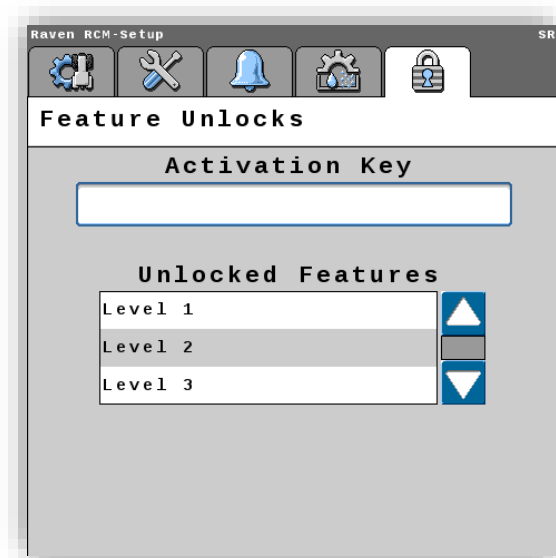 Raven RCM-Setup SR
Feature Unlocks
Activation Key
Unlocked Features
Level 1
Level 2
Level 3